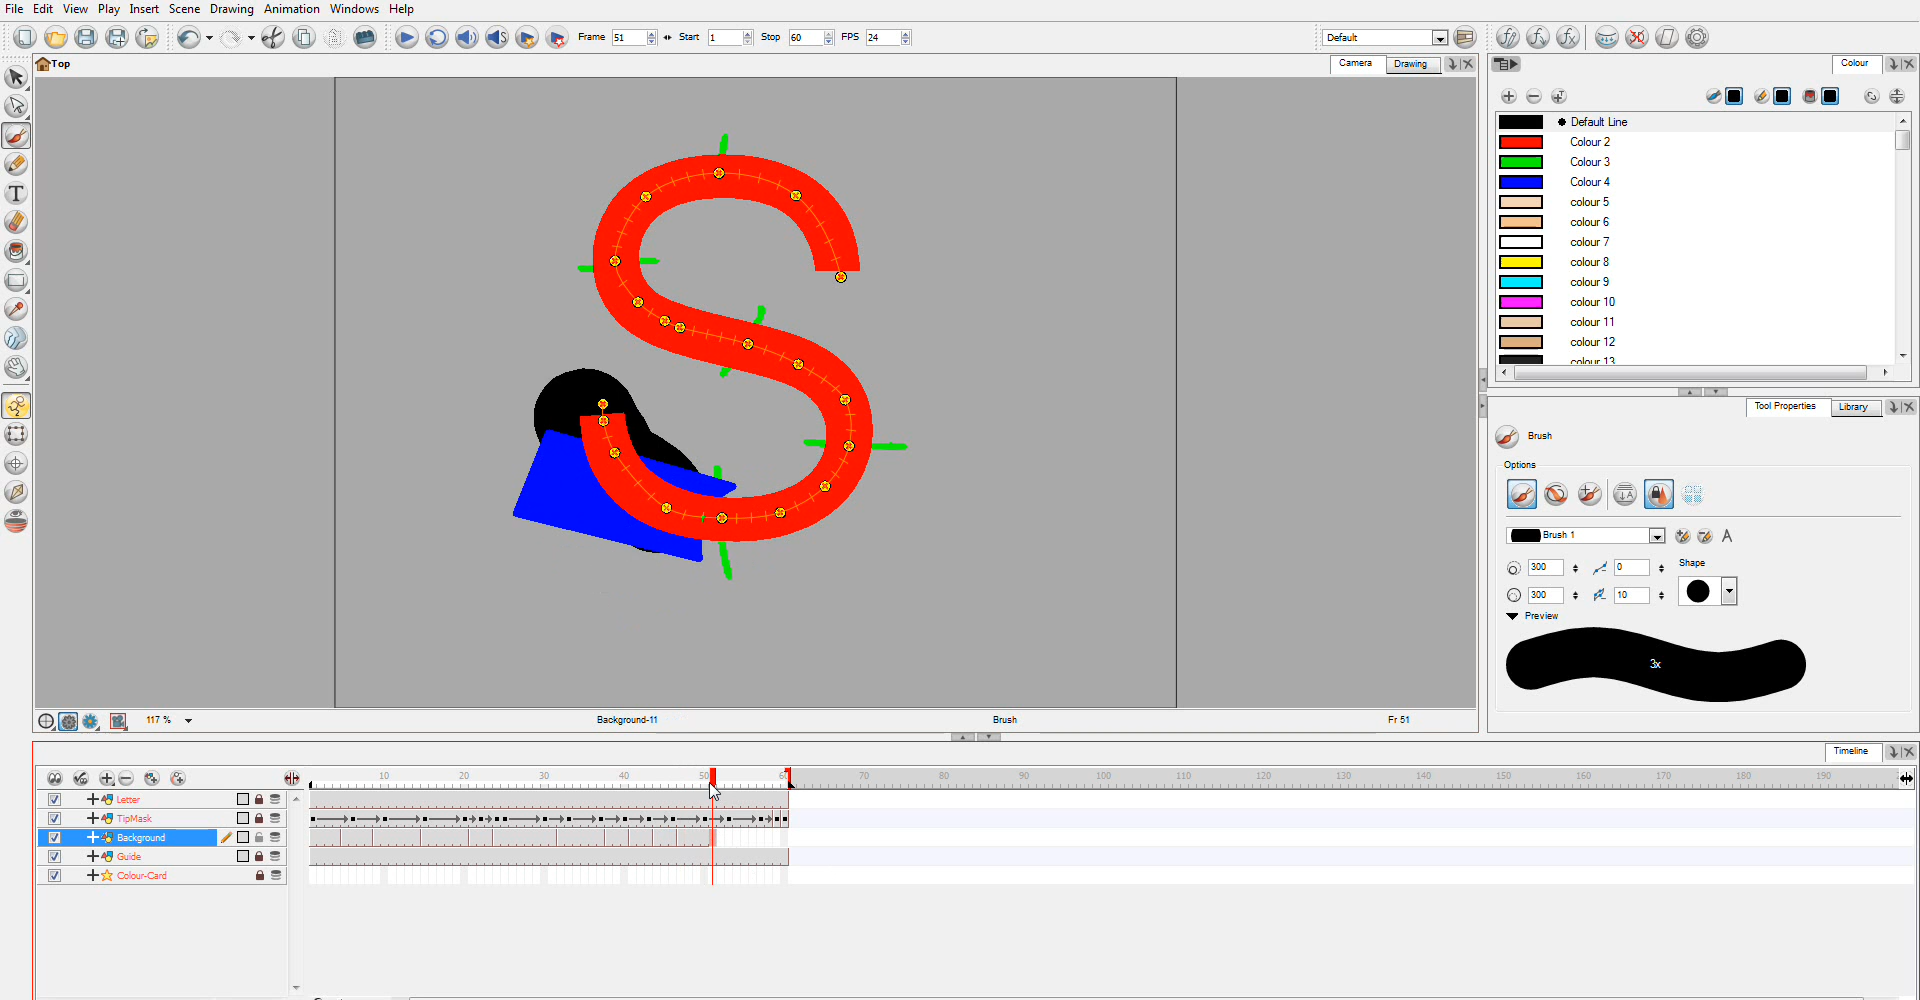 File Edit View Play Insert Scene Drawing Animation Windows Help
Frame 51 Start 1 Stop 60 FPS 24 Default
Top Camera Drawing Colour
T
Default Line
Colour 2
Colour 3
Colour 4
colour 5
colour 6
colour 7
colour 8
colour 9
colour 10
colour 11
colour 12
colour 13
Tool Properties Library
Brush
Options
Brush 1 A
300 0 Shape
300 10
Preview
3x
117 % Background-11 Brush Fr 51
Timeline
10 20 30 40 50 60 70 80 90 100 110 120 130 140 150 160 170 180 190
Letter
TipMask
Background
Guide
Colour-Card